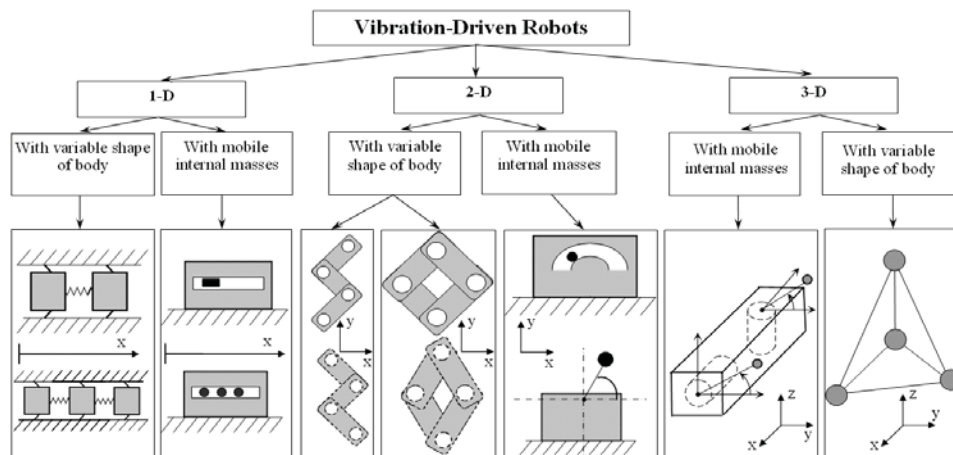 Vibration-Driven Robots
1-D
2-D
3-D
With variable shape
of body
With mobile
internal masses
With variable
shape of body
With mobile
internal masses
With mobile
internal masses
With variable
shape of body
x
x
y
x
y
x
z
y
x
z
y
x